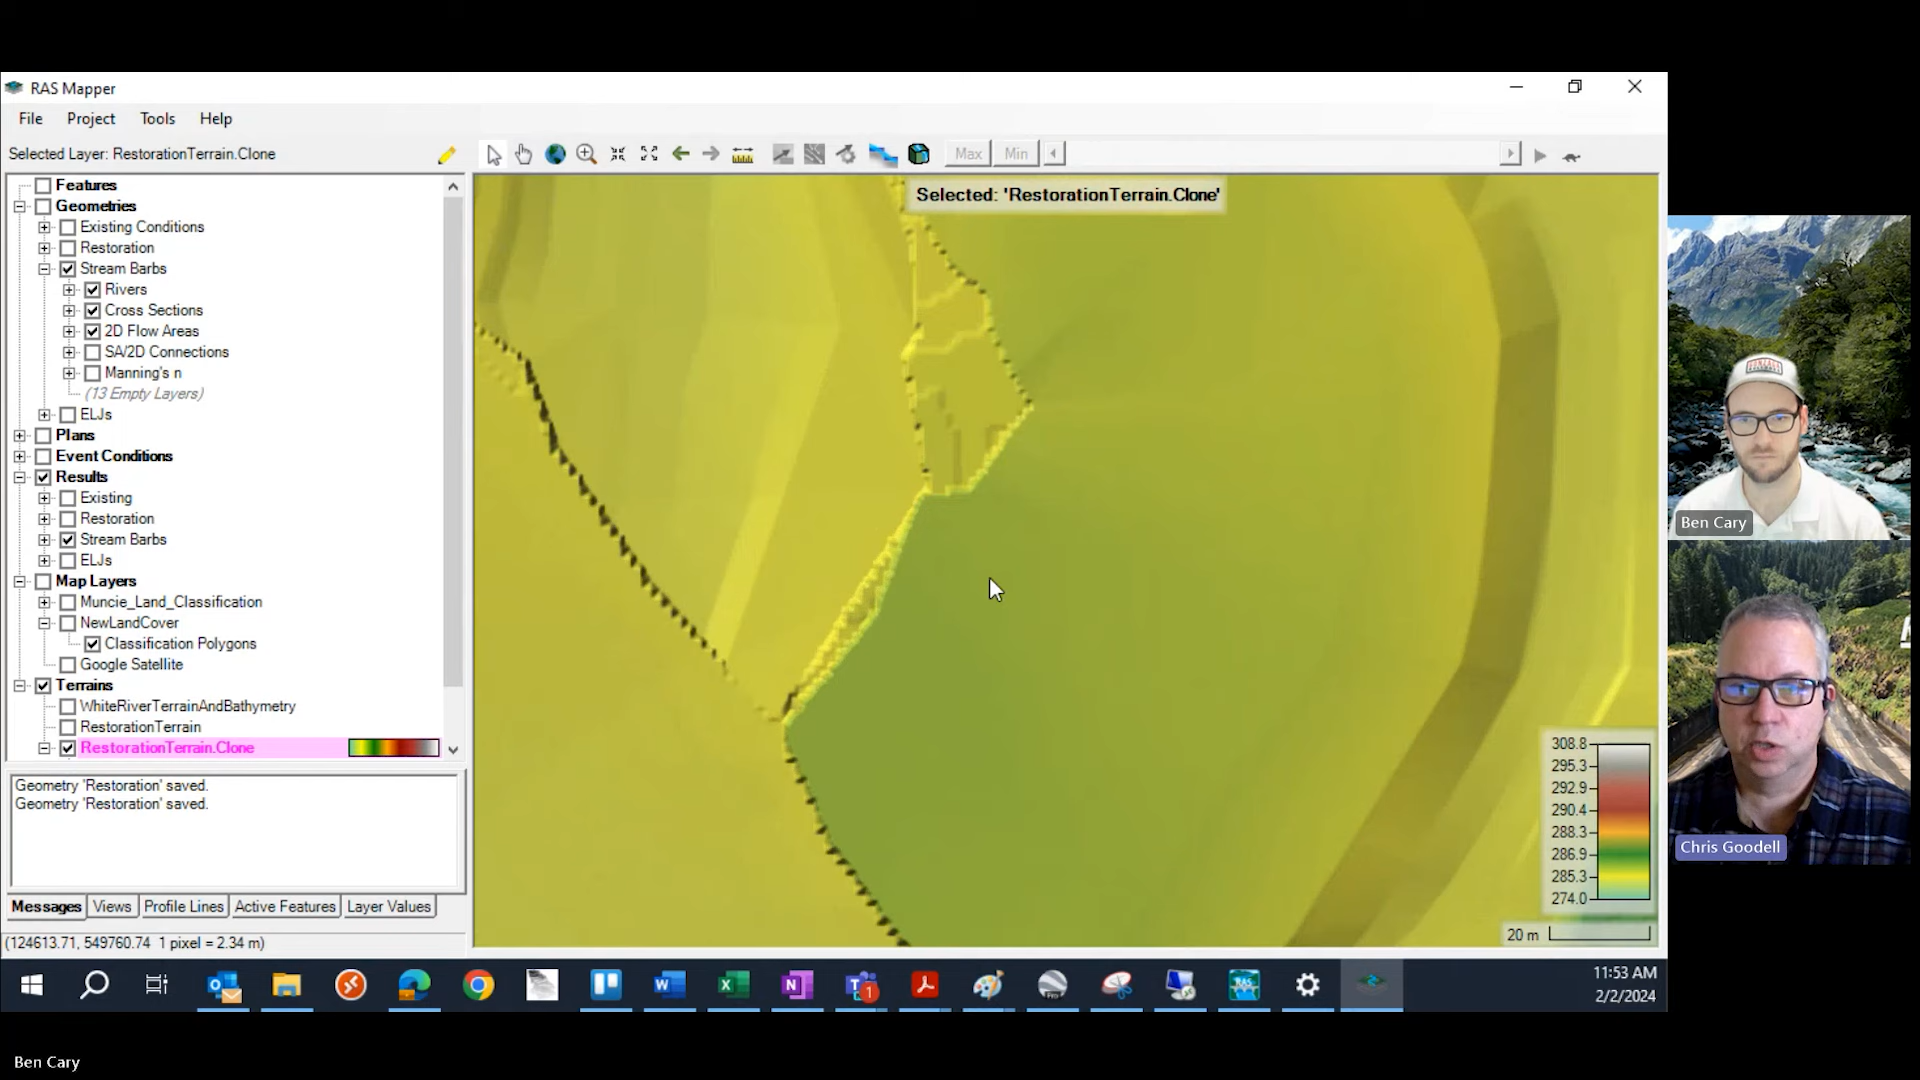 RAS Mapper
File Project Tools Help
Selected Layer: RestorationTerrain.Clone
Max Min
Selected: 'RestorationTerrain.Clone'
Features
Geometries
Existing Conditions
Restoration
Stream Barbs
Rivers
Cross Sections
2D Flow Areas
SA/2D Connections
Manning's n
(13 Empty Layers)
ELJs
Plans
Event Conditions
Results
Existing
Restoration
Stream Barbs
ELJs
Map Layers
Muncie_Land_Classification
NewLandCover
Classification Polygons
Google Satellite
Terrains
WhiteRiverTerrainAndBathymetry
RestorationTerrain
RestorationTerrain.Clone
Geometry 'Restoration' saved.
Geometry 'Restoration' saved.
Messages Views Profile Lines Active Features Layer Values
(124613.71, 549760.74 1 pixel = 2.34 m)
308.8
295.3
292.9
290.4
288.3
286.9
285.3
274.0
20 m
Ben Cary
Chris Goodell
11:53 AM
2/2/2024
Ben Cary